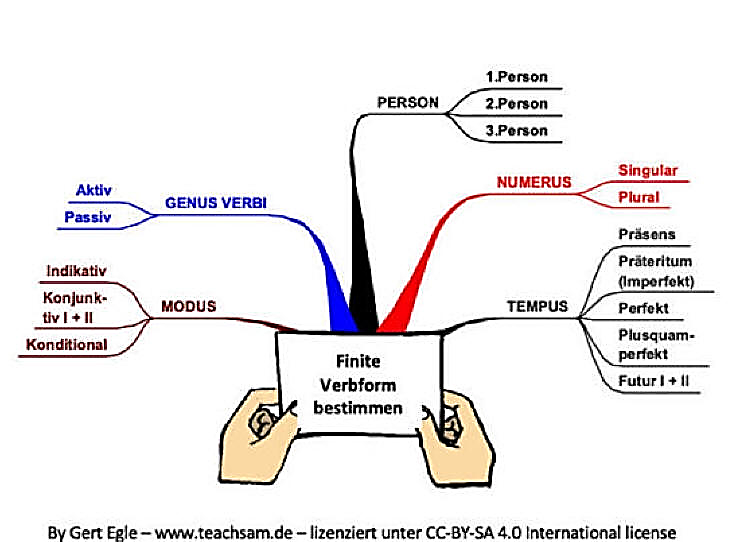 PERSON
1.Person
2.Person
3.Person
NUMERUS
Singular
Plural
TEMPUS
Präsens
Präteritum
(Imperfekt)
Perfekt
Plusquam-
perfekt
Futur I + II
GENUS VERBI
Aktiv
Passiv
MODUS
Indikativ
Konjunk-
tiv I + II
Konditional
Finite
Verbform
bestimmen
By Gert Egle – www.teachsam.de – lizenziert unter CC-BY-SA 4.0 International license